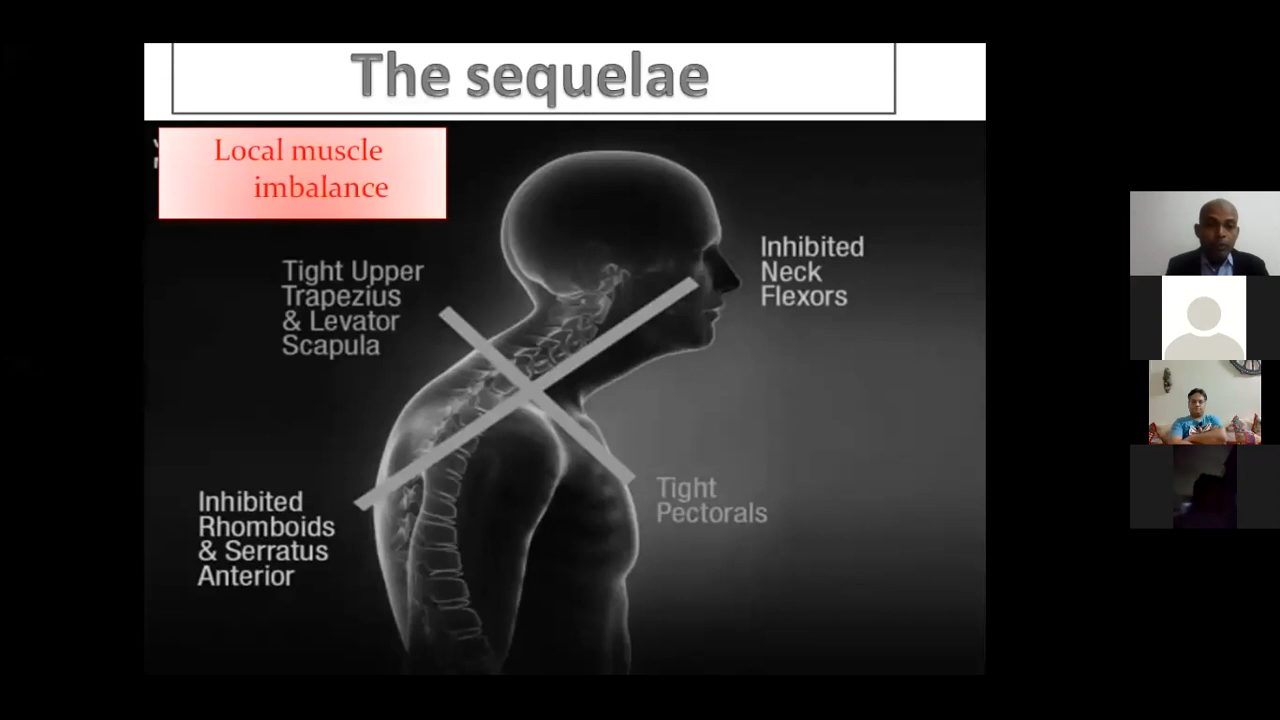 The sequelae
Local muscle
imbalance
Tight Upper
Trapezius
& Levator
Scapula
Inhibited
Neck
Flexors
Inhibited
Rhomboids
& Serratus
Anterior
Tight
Pectorals